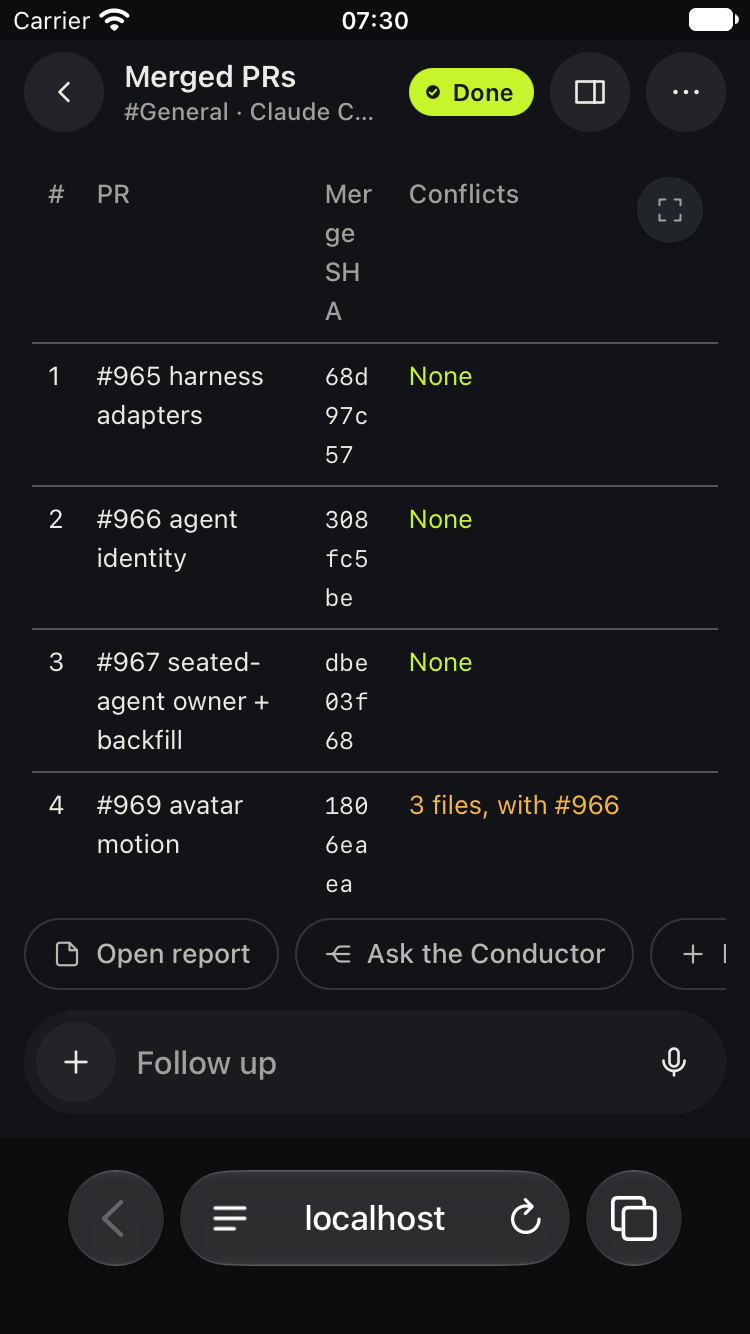 Carrier 07:30
Merged PRs
#General · Claude C...
Done
# PR Mer Conflicts
ge
SH
A
1 #965 harness 68d None
adapters 97c
57
2 #966 agent 308 None
identity fc5
be
3 #967 seated- dbe None
agent owner + 03f
backfill 68
4 #969 avatar 180 3 files, with #966
motion 6ea
ea
Open report Ask the Conductor
Follow up
localhost